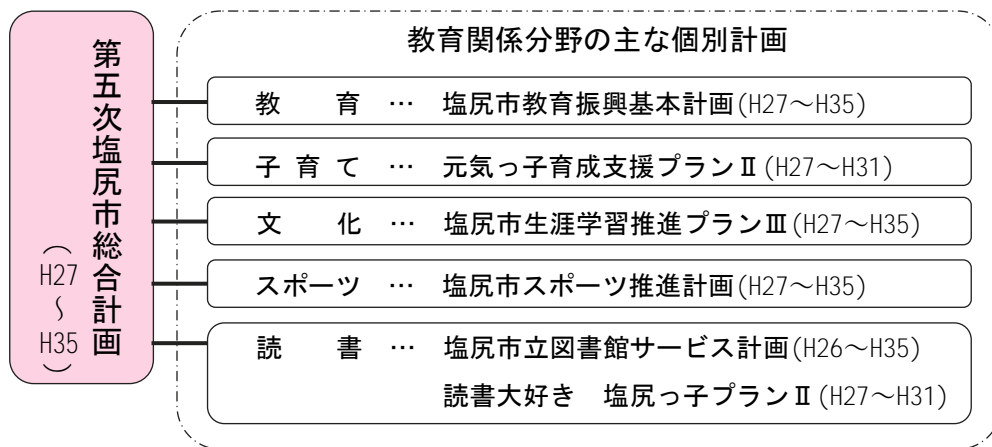 第五次塩尻市総合計画
(H27～H35)
教育関係分野の主な個別計画
教　育 … 塩尻市教育振興基本計画(H27～H35)
子 育 て … 元気っ子育成支援プランⅡ(H27～H31)
文　化 … 塩尻市生涯学習推進プランⅢ(H27～H35)
スポーツ … 塩尻市スポーツ推進計画(H27～H35)
読　書 … 塩尻市立図書館サービス計画(H26～H35)
読書大好き　塩尻っ子プランⅡ(H27～H31)